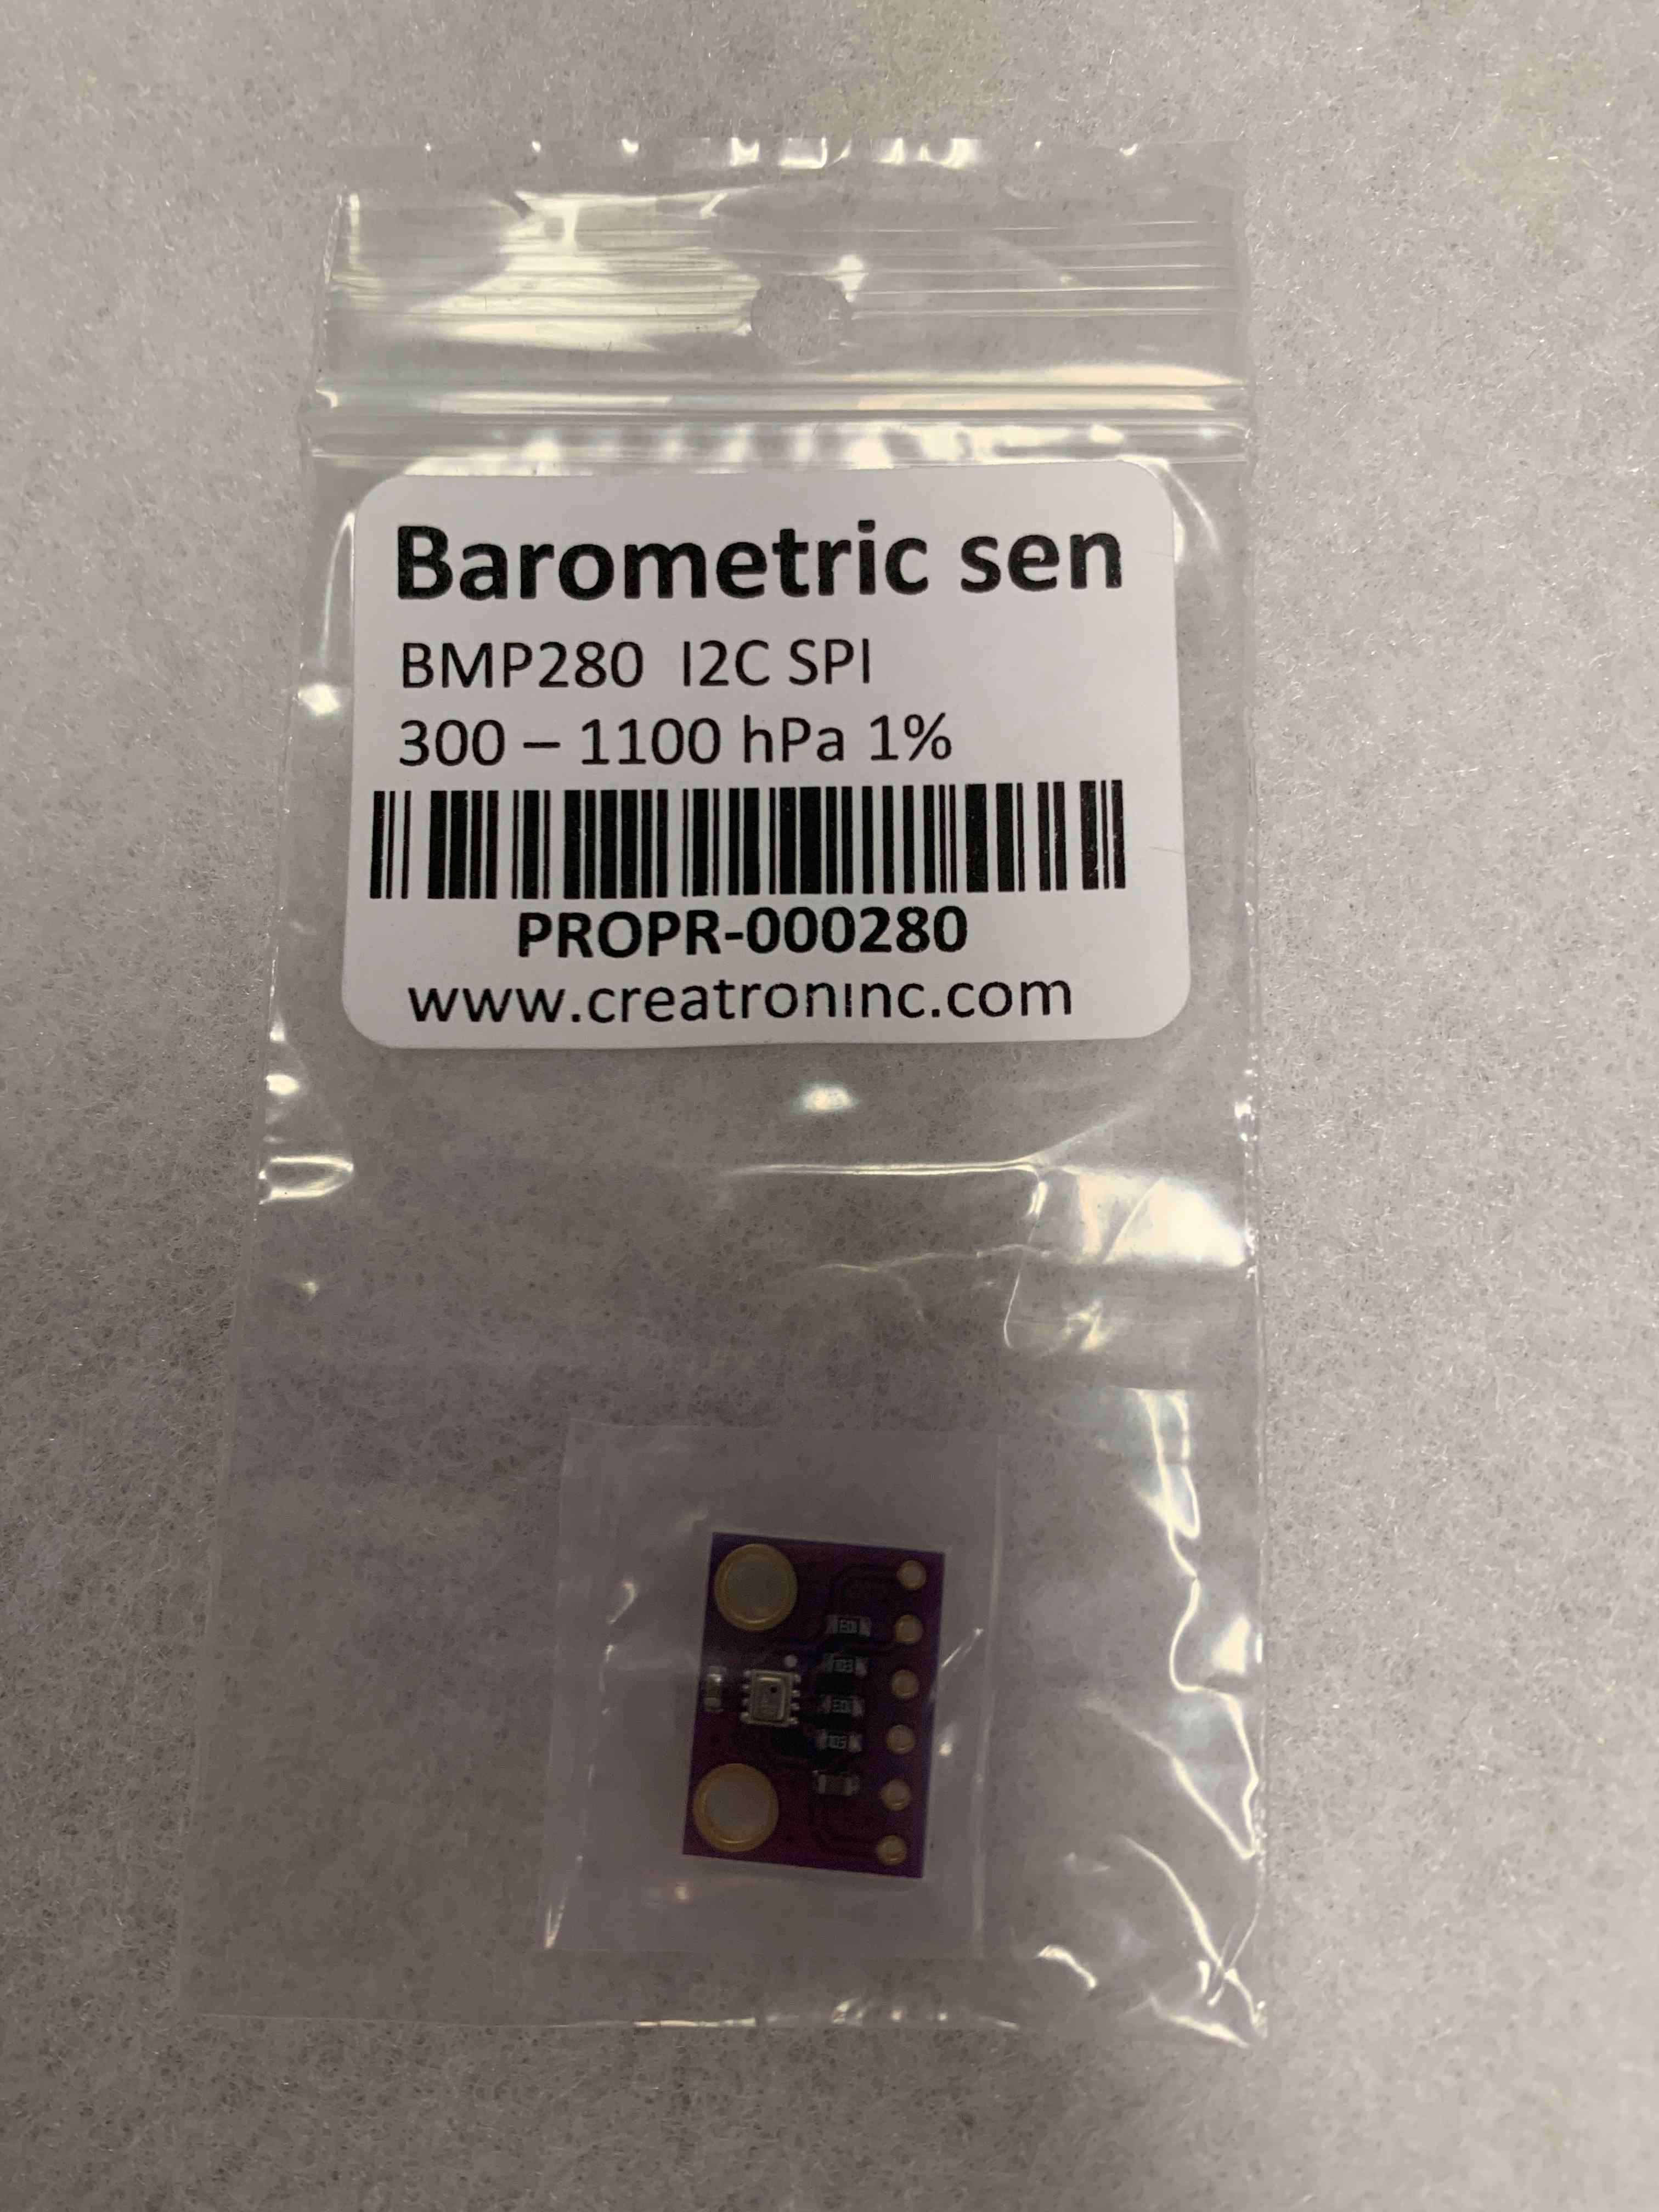 Barometric sen
BMP280 I2C SPI
300 – 1100 hPa 1%
PROPR-000280
www.creatroninc.com